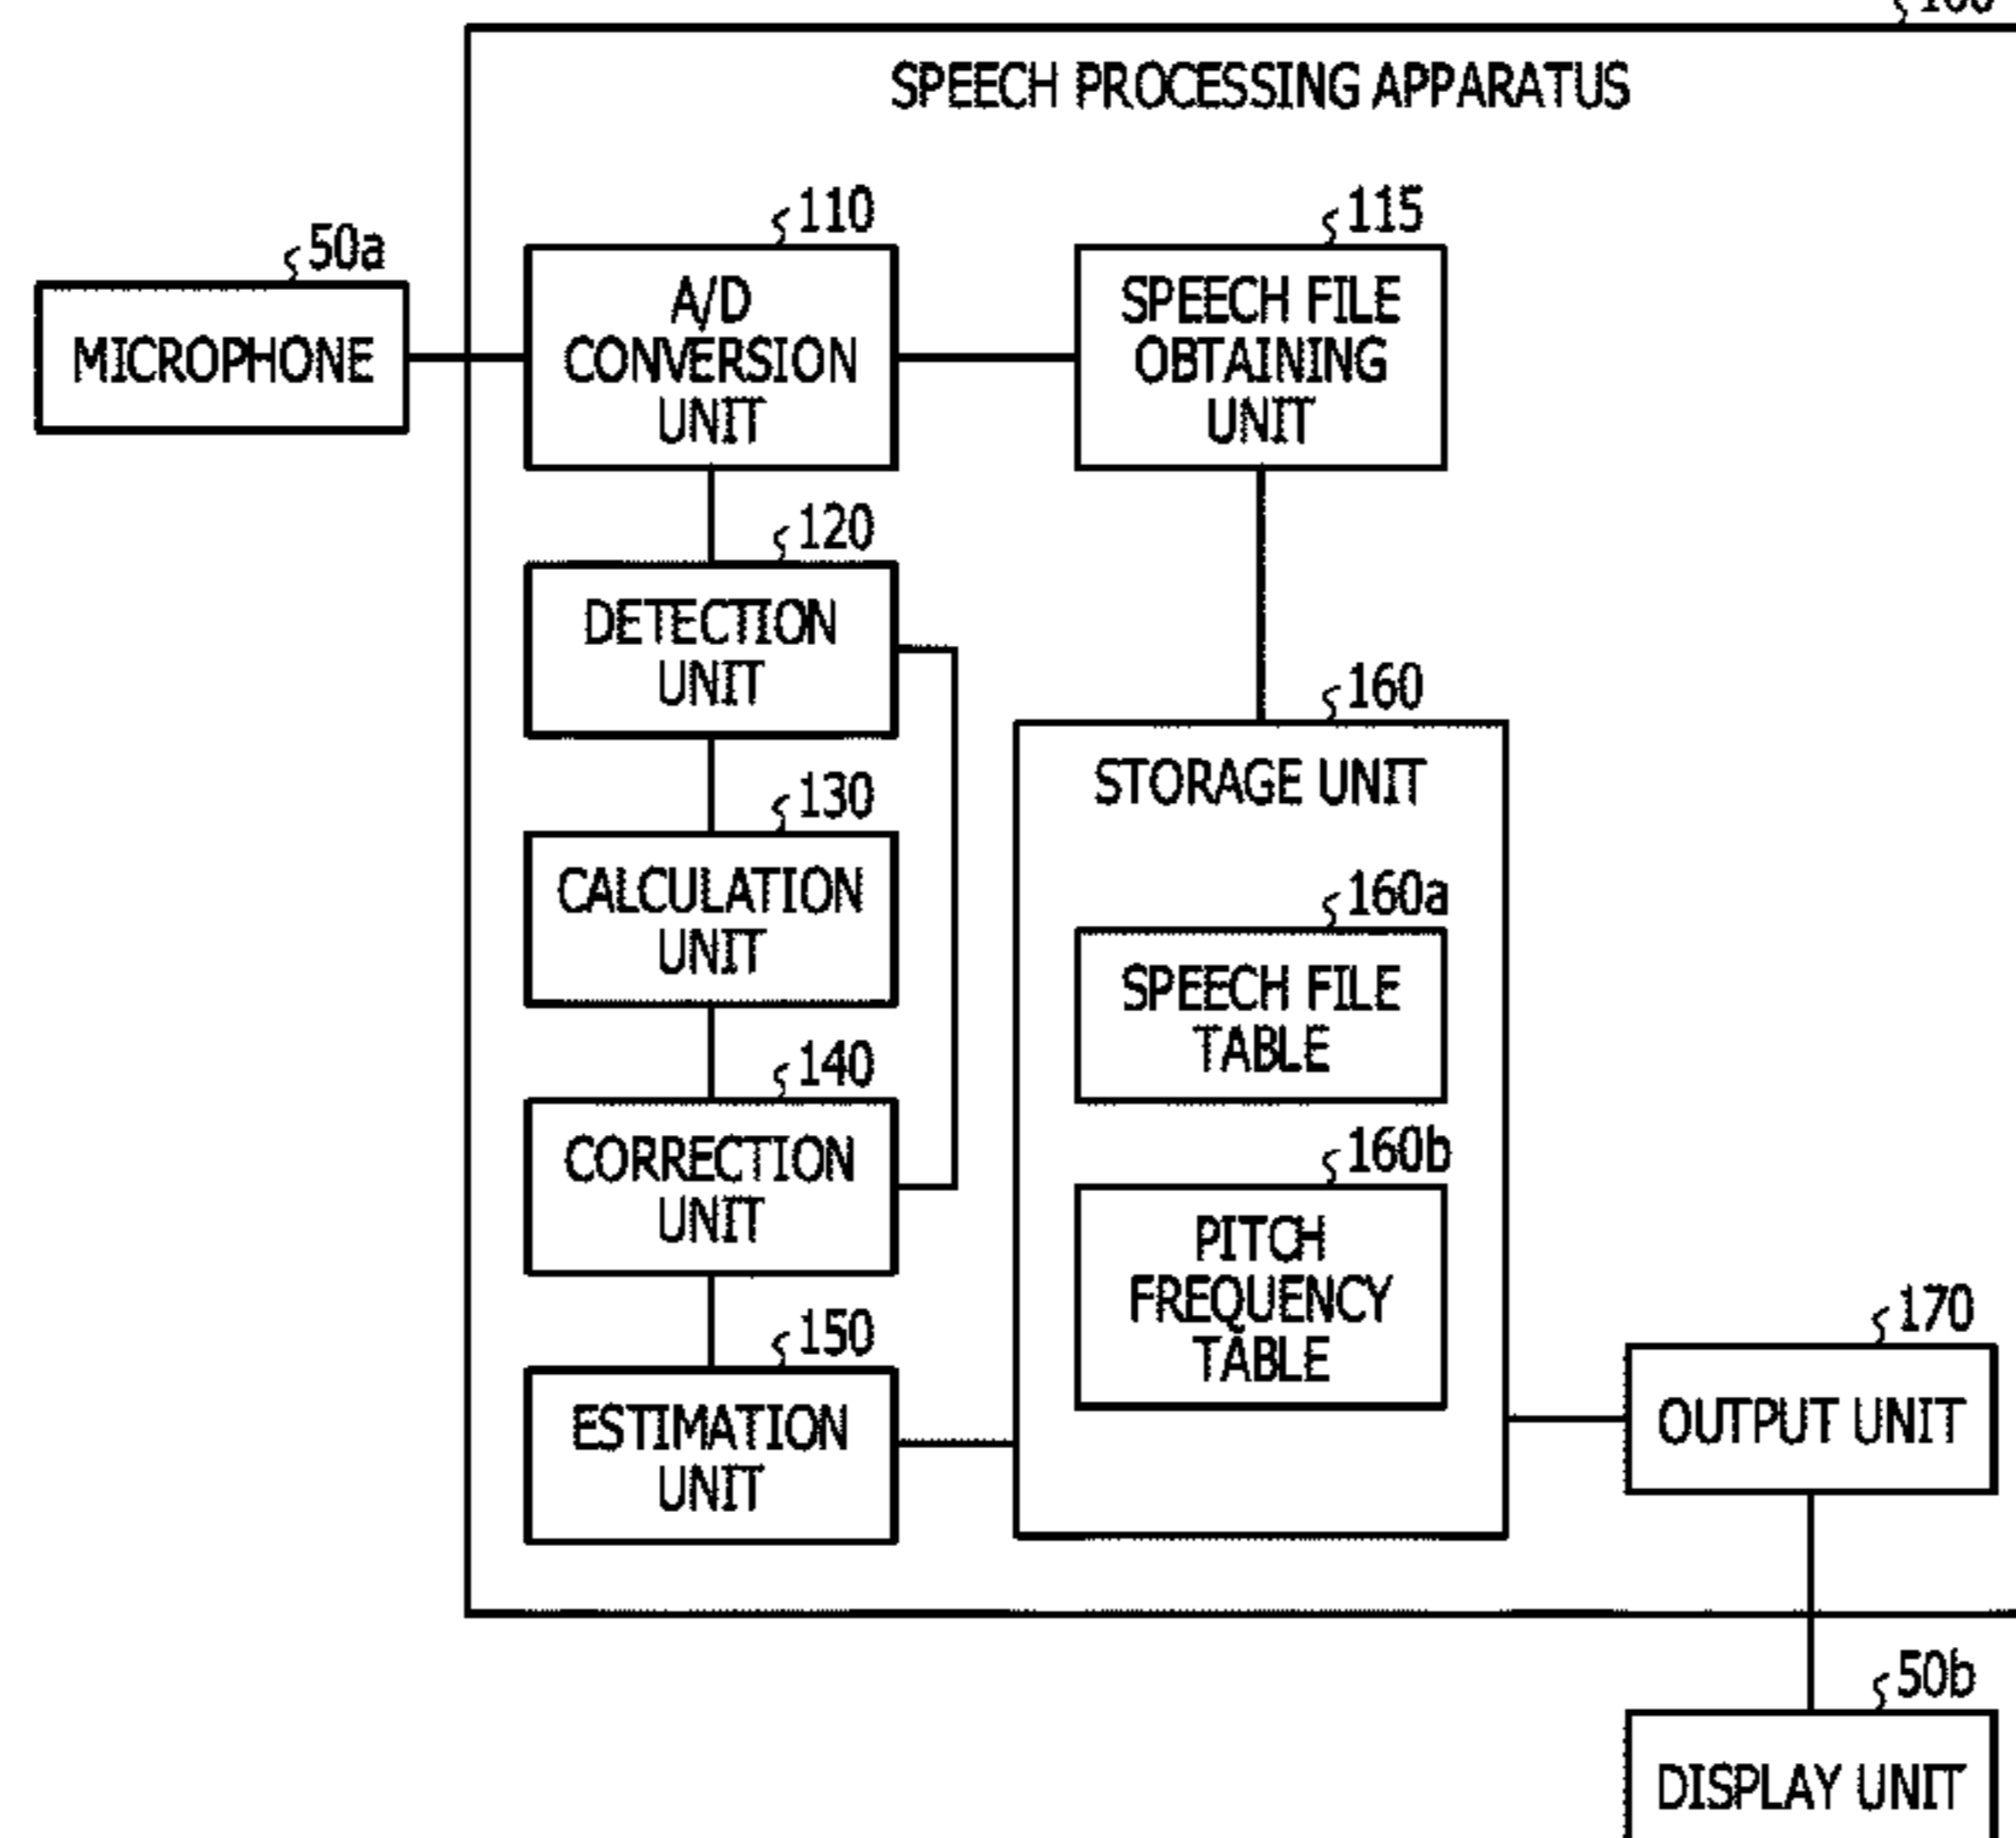 SPEECH PROCESSING APPARATUS
110
115
50a
MICROPHONE
A/D
CONVERSION
UNIT
SPEECH FILE
OBTAINING
UNIT
120
DETECTION
UNIT
130
CALCULATION
UNIT
140
CORRECTION
UNIT
150
ESTIMATION
UNIT
160
STORAGE UNIT
160a
SPEECH FILE
TABLE
160b
PITCH
FREQUENCY
TABLE
170
OUTPUT UNIT
50b
DISPLAY UNIT